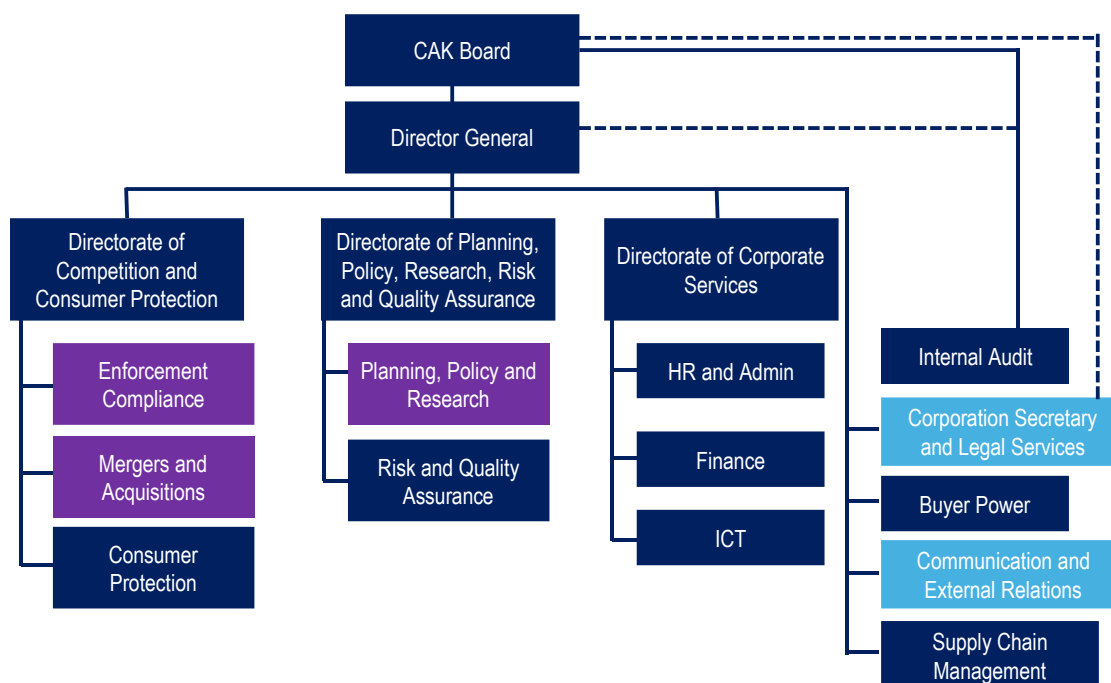 CAK Board
Director General
Directorate of
Competition and
Consumer Protection
Directorate of Planning,
Policy, Research, Risk
and Quality Assurance
Directorate of Corporate
Services
Enforcement
Compliance
Mergers and
Acquisitions
Consumer
Protection
Planning, Policy and
Research
Risk and Quality
Assurance
HR and Admin
Finance
ICT
Internal Audit
Corporation Secretary
and Legal Services
Buyer Power
Communication and
External Relations
Supply Chain
Management